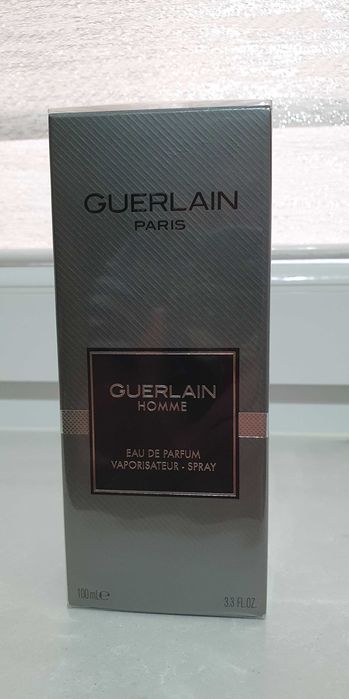 GUERLAIN
PARIS
GUERLAIN
HOMME
EAU DE PARFUM
VAPORISATEUR - SPRAY
100 ml ℮
3.3 FL.OZ.